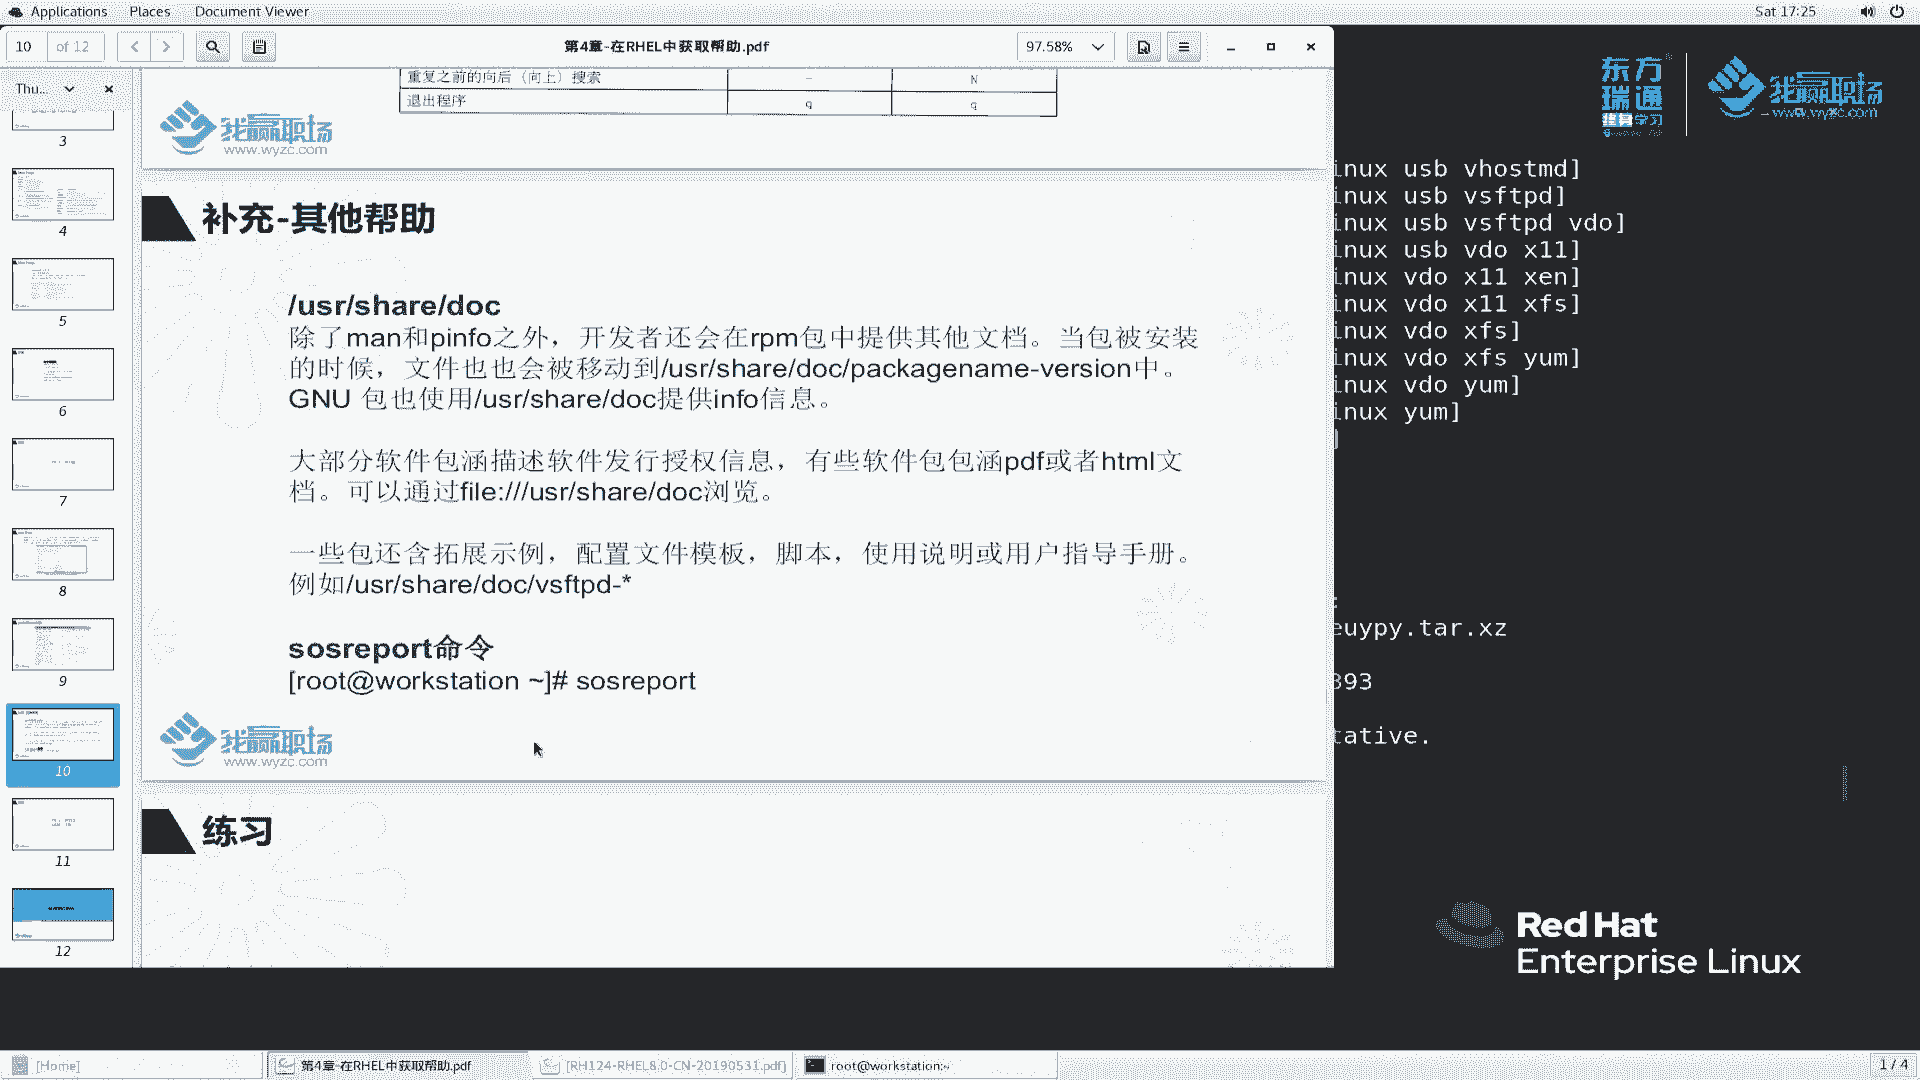 Applications Places Document Viewer Sat 17:25
10 of 12 第4章-在RHEL中获取帮助.pdf 97.58%
Thu...
3
4
5
6
7
8
9
10
11
12
重复之前的向后（向上）搜索 N
退出程序 q q
我赢职场
www.wyzc.com
补充-其他帮助
/usr/share/doc
除了man和pinfo之外，开发者还会在rpm包中提供其他文档。当包被安装
的时候，文件也也会被移动到/usr/share/doc/packagename-version中。
GNU 包也使用/usr/share/doc提供info信息。
大部分软件包涵描述软件发行授权信息，有些软件包包涵pdf或者html文
档。可以通过file:///usr/share/doc浏览。
一些包还含拓展示例，配置文件模板，脚本，使用说明或用户指导手册。
例如/usr/share/doc/vsftpd-*
sosreport命令
[root@workstation ~]# sosreport
我赢职场
www.wyzc.com
练习
东方
瑞通
终身学习
我赢职场
www.wyzc.com
inux usb vhostmd]
inux usb vsftpd]
inux usb vsftpd vdo]
inux usb vdo x11]
inux vdo x11 xen]
inux vdo x11 xfs]
inux vdo xfs]
inux vdo xfs yum]
inux vdo yum]
inux yum]
]
:
euypy.tar.xz
393
tative.
Red Hat
Enterprise Linux
[Home] 第4章-在RHEL中获取帮助.pdf [RH124-RHEL8.0-CN-20190531.pdf] root@workstation:~ 1 / 4